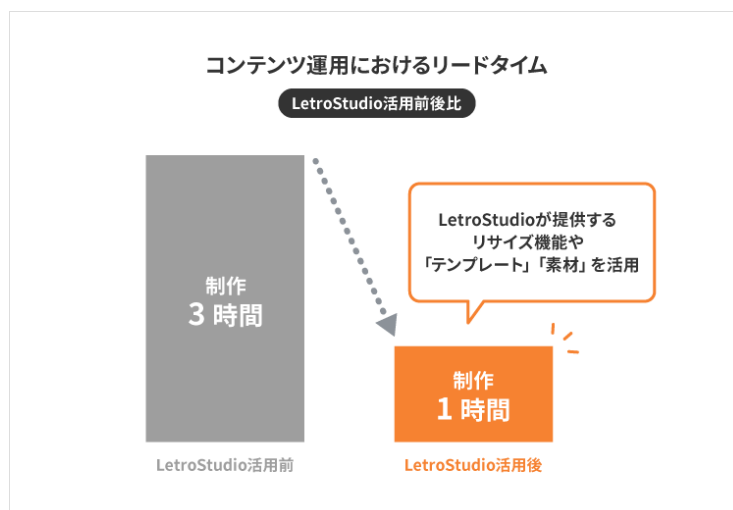 コンテンツ運用におけるリードタイム
LetroStudio活用前後比
制作
3 時間
LetroStudioが提供する
リサイズ機能や
「テンプレート」「素材」を活用
制作
1 時間
LetroStudio活用前
LetroStudio活用後